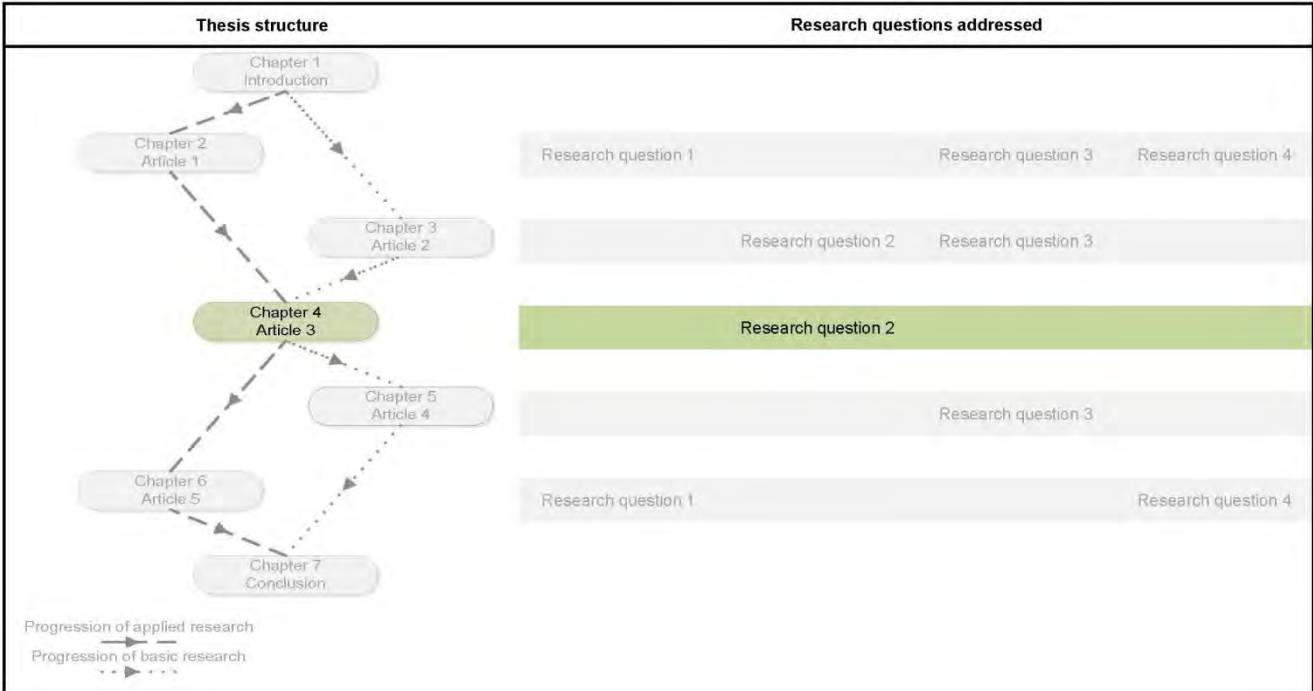 Thesis structure
Research questions addressed
Chapter 1
Introduction
Chapter 2
Article 1
Research question 1
Research question 3
Research question 4
Chapter 3
Article 2
Research question 2
Research question 3
Chapter 4
Article 3
Research question 2
Chapter 5
Article 4
Research question 3
Chapter 6
Article 5
Research question 1
Research question 4
Chapter 7
Conclusion
Progression of applied research
Progression of basic research